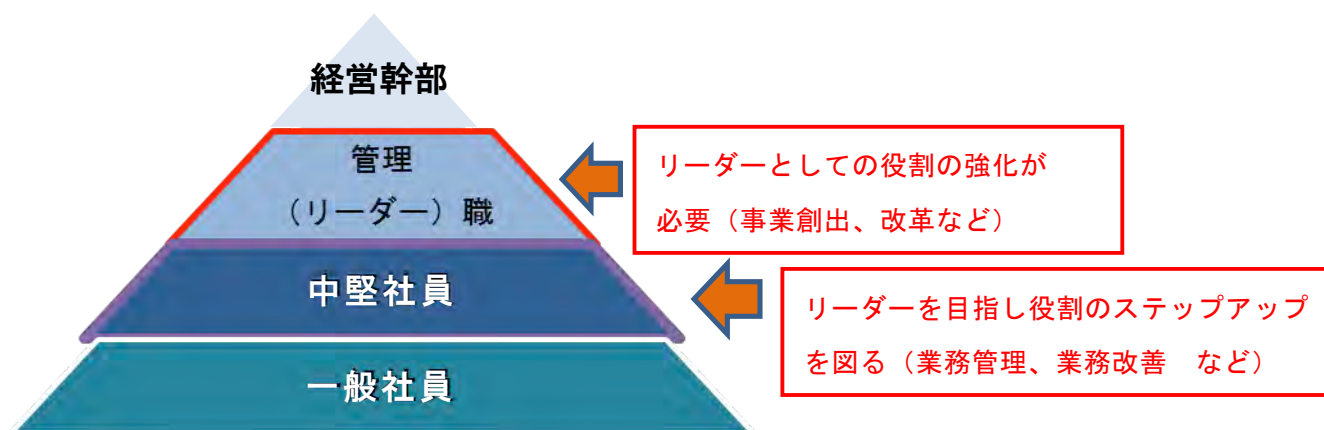 経営幹部
管理
（リーダー）職
リーダーとしての役割の強化が
必要（事業創出、改革など）
中堅社員
リーダーを目指し役割のステップアップ
を図る（業務管理、業務改善　など）
一般社員